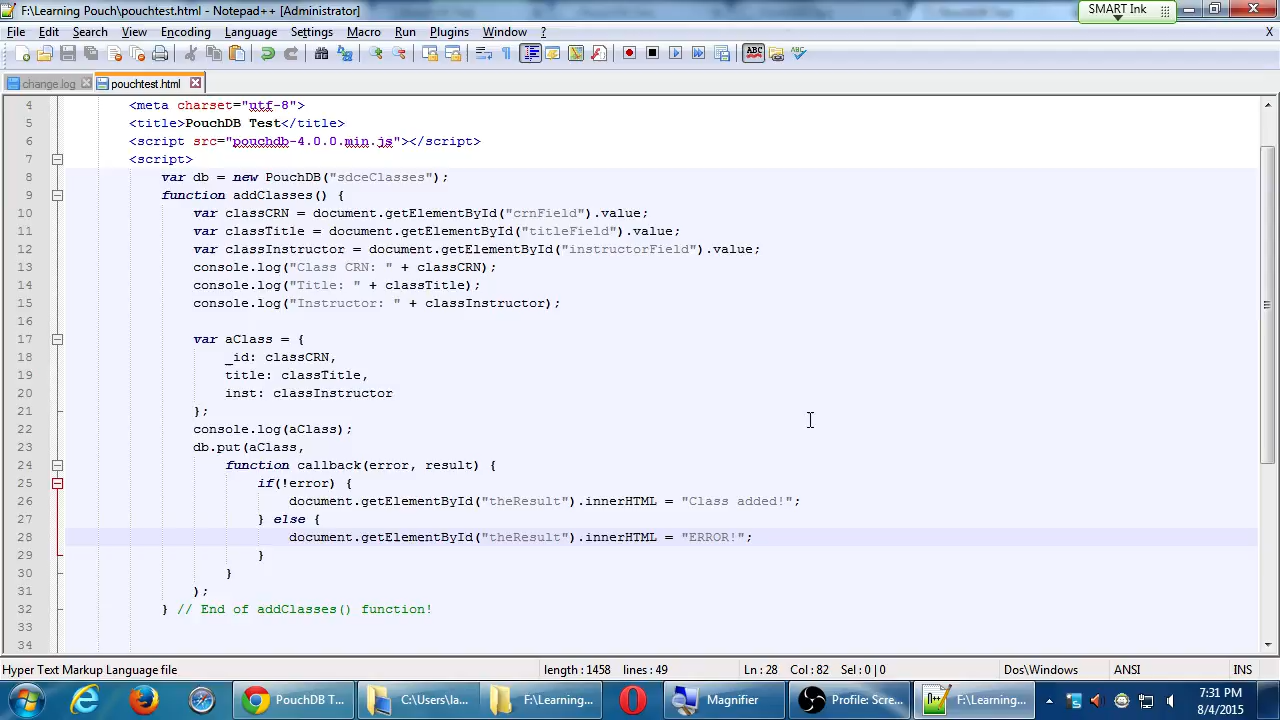 F:\Learning Pouch\pouchtest.html - Notepad++ [Administrator]
SMART Ink
File Edit Search View Encoding Language Settings Macro Run Plugins Window ?
X
change.log pouchtest.html
4 <meta charset="utf-8">
5 <title>PouchDB Test</title>
6 <script src="pouchdb-4.0.0.min.js"></script>
7 <script>
8 var db = new PouchDB("sdceClasses");
9 function addClasses() {
10 var classCRN = document.getElementById("crnField").value;
11 var classTitle = document.getElementById("titleField").value;
12 var classInstructor = document.getElementById("instructorField").value;
13 console.log("Class CRN: " + classCRN);
14 console.log("Title: " + classTitle);
15 console.log("Instructor: " + classInstructor);
16
17 var aClass = {
18 _id: classCRN,
19 title: classTitle,
20 inst: classInstructor
21 };
22 console.log(aClass);
23 db.put(aClass,
24 function callback(error, result) {
25 if(!error) {
26 document.getElementById("theResult").innerHTML = "Class added!";
27 } else {
28 document.getElementById("theResult").innerHTML = "ERROR!";
29 }
30 }
31 );
32 } // End of addClasses() function!
33
34
Hyper Text Markup Language file length : 1458 lines : 49 Ln : 28 Col : 82 Sel : 0 | 0 Dos\Windows ANSI INS
PouchDB T... C:\Users\la... F:\Learning... Magnifier Profile: Scre... F:\Learning...
7:31 PM
8/4/2015